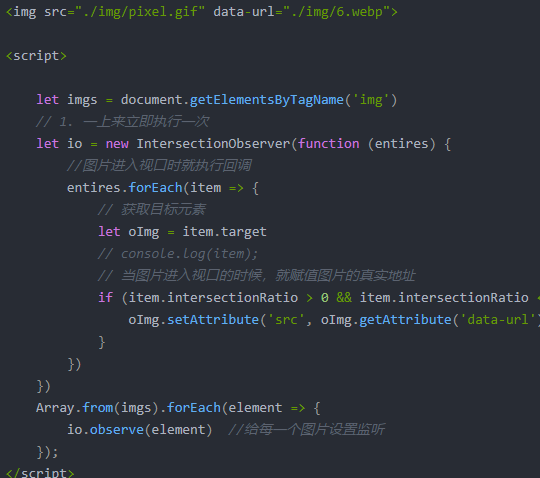 <img src="./img/pixel.gif" data-url="./img/6.webp">
<script>
let imgs = document.getElementsByTagName('img')
// 1. 一上来立即执行一次
let io = new IntersectionObserver(function (entires) {
//图片进入视口时就执行回调
entires.forEach(item => {
// 获取目标元素
let oImg = item.target
// console.log(item);
// 当图片进入视口的时候，就赋值图片的真实地址
if (item.intersectionRatio > 0 && item.intersectionRatio <
oImg.setAttribute('src', oImg.getAttribute('data-url')
}
})
})
Array.from(imgs).forEach(element => {
io.observe(element)  //给每一个图片设置监听
});
</script>